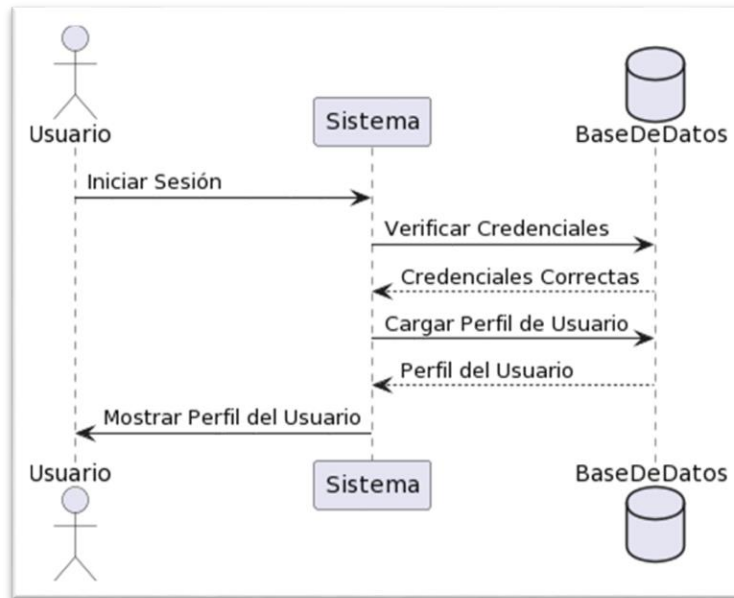 Usuario
Sistema
BaseDeDatos
Iniciar Sesión
Verificar Credenciales
Credenciales Correctas
Cargar Perfil de Usuario
Perfil del Usuario
Mostrar Perfil del Usuario
Usuario
Sistema
BaseDeDatos